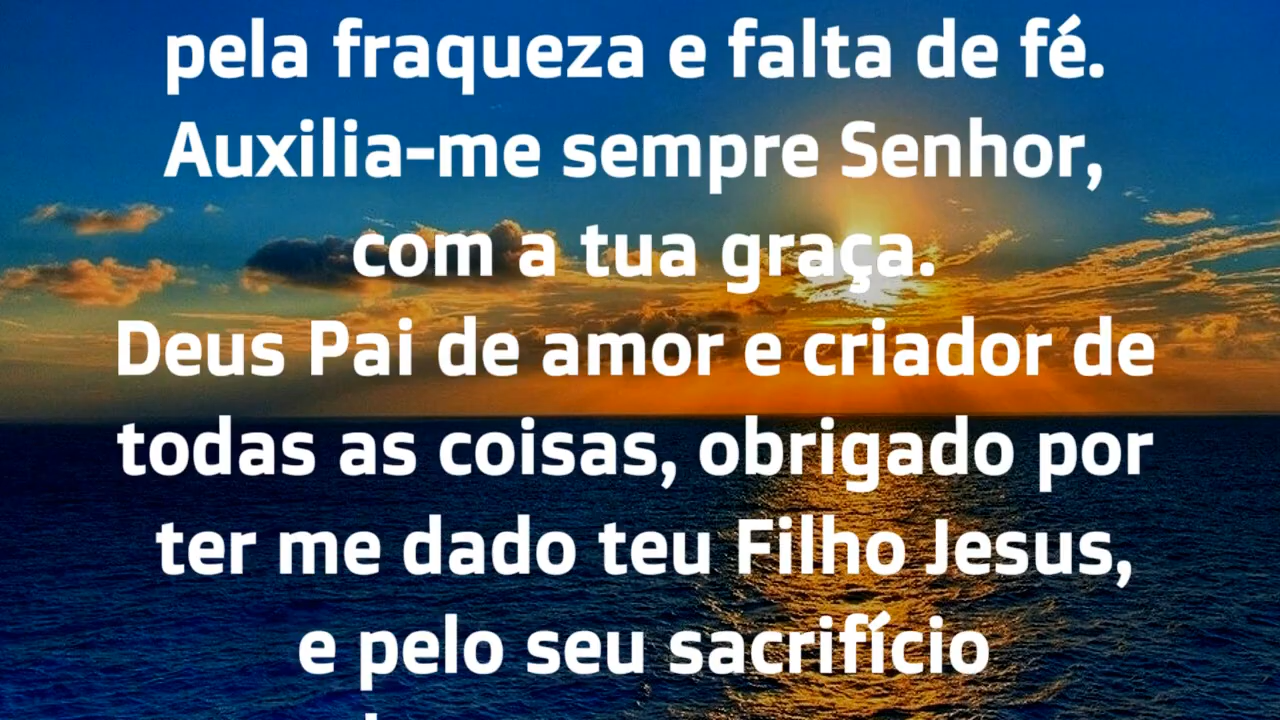 pela fraqueza e falta de fé.
Auxilia-me sempre Senhor,
com a tua graça.
Deus Pai de amor e criador de
todas as coisas, obrigado por
ter me dado teu Filho Jesus,
e pelo seu sacrifício